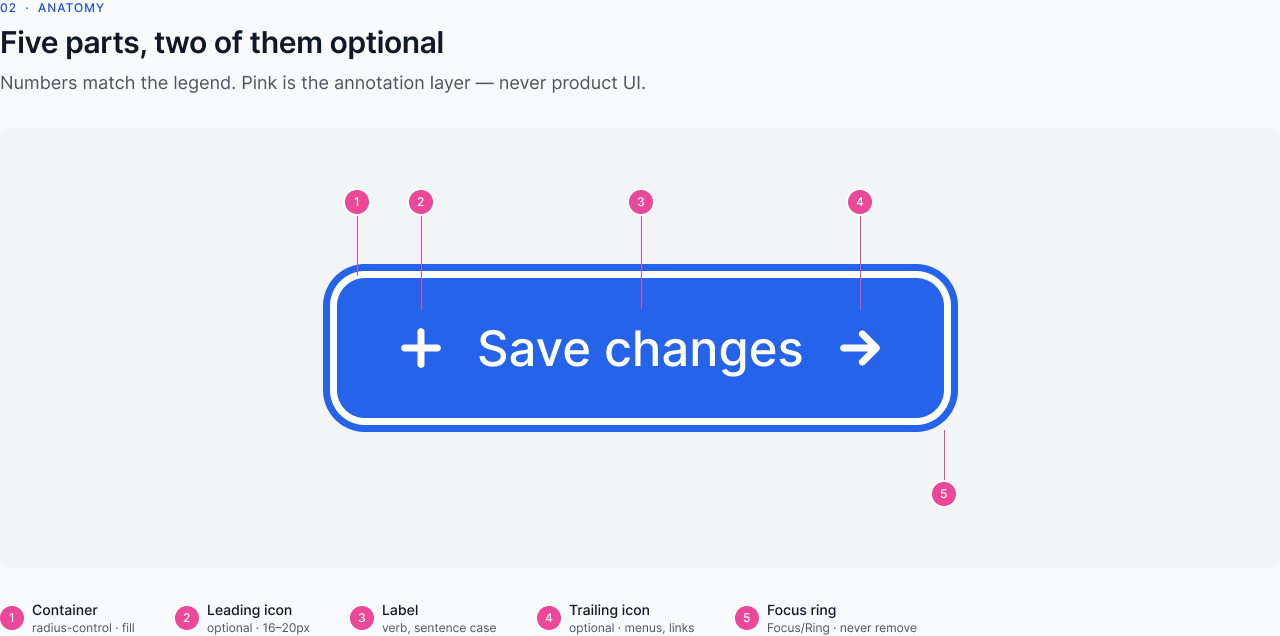 02 · ANATOMY
Five parts, two of them optional
Numbers match the legend. Pink is the annotation layer — never product UI.
1 2 3 4
Save changes
5
1 Container
radius-control · fill
2 Leading icon
optional · 16–20px
3 Label
verb, sentence case
4 Trailing icon
optional · menus, links
5 Focus ring
Focus/Ring · never remove